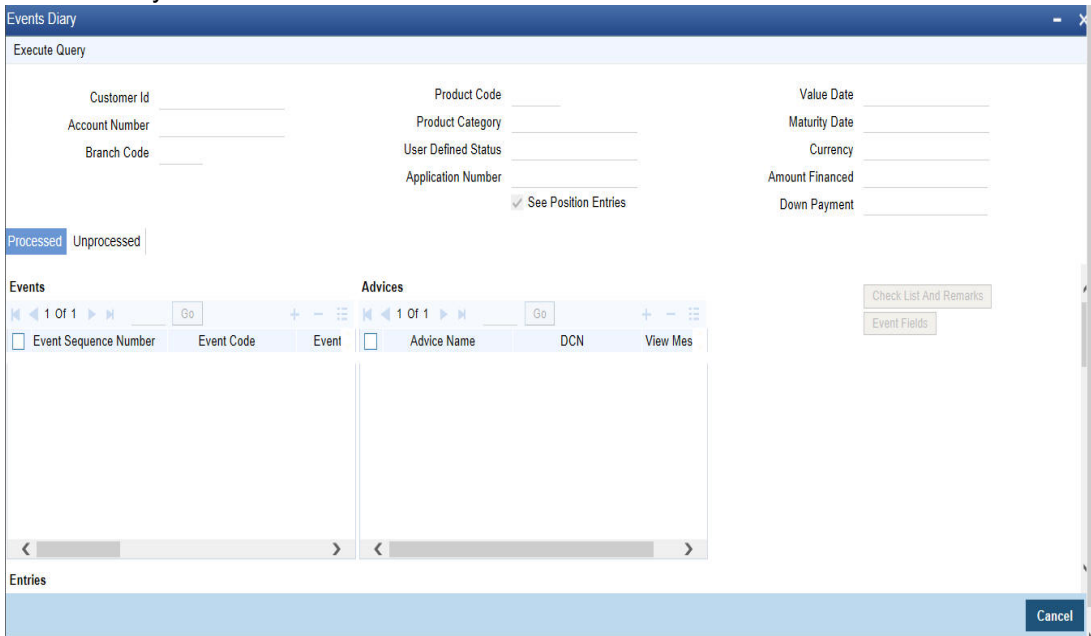 Events Diary
Execute Query
Customer Id
Account Number
Branch Code
Product Code
Product Category
User Defined Status
Application Number
See Position Entries
Value Date
Maturity Date
Currency
Amount Financed
Down Payment
Processed Unprocessed
Events
1 Of 1 Go
Event Sequence Number Event Code Event
Advices
1 Of 1 Go
Advice Name DCN View Mes
Check List And Remarks
Event Fields
Entries
Cancel